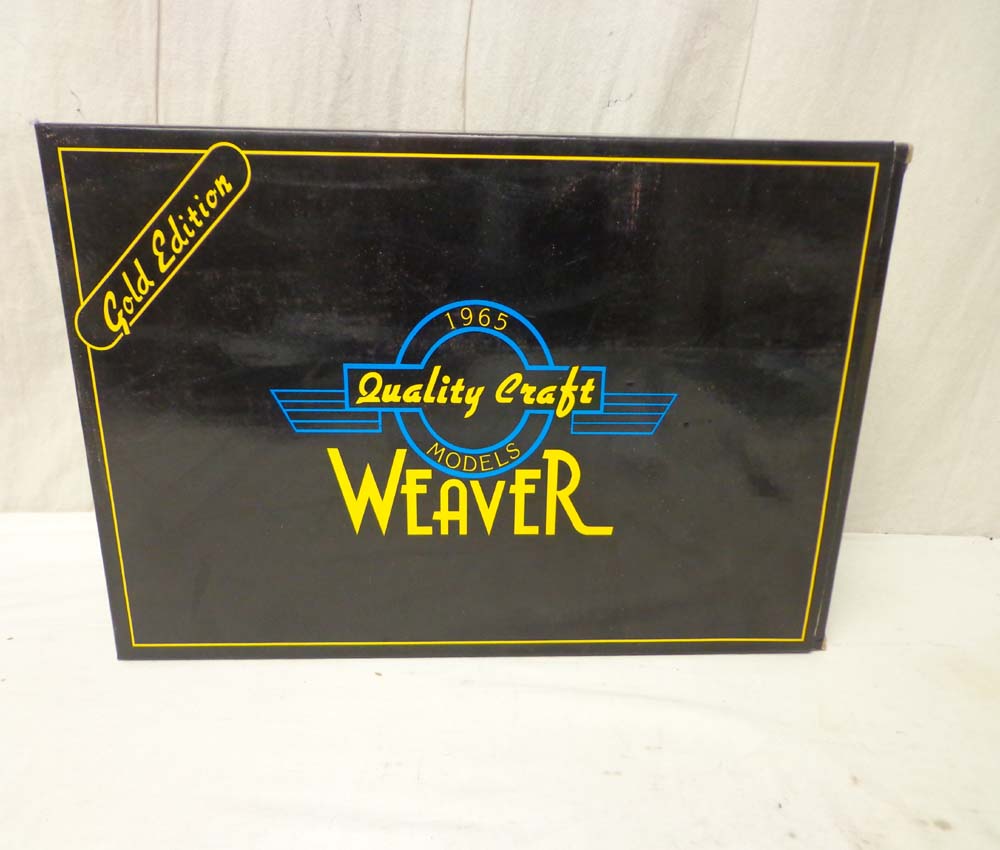 Gold Edition
1965
Quality Craft
MODELS
WEAVER